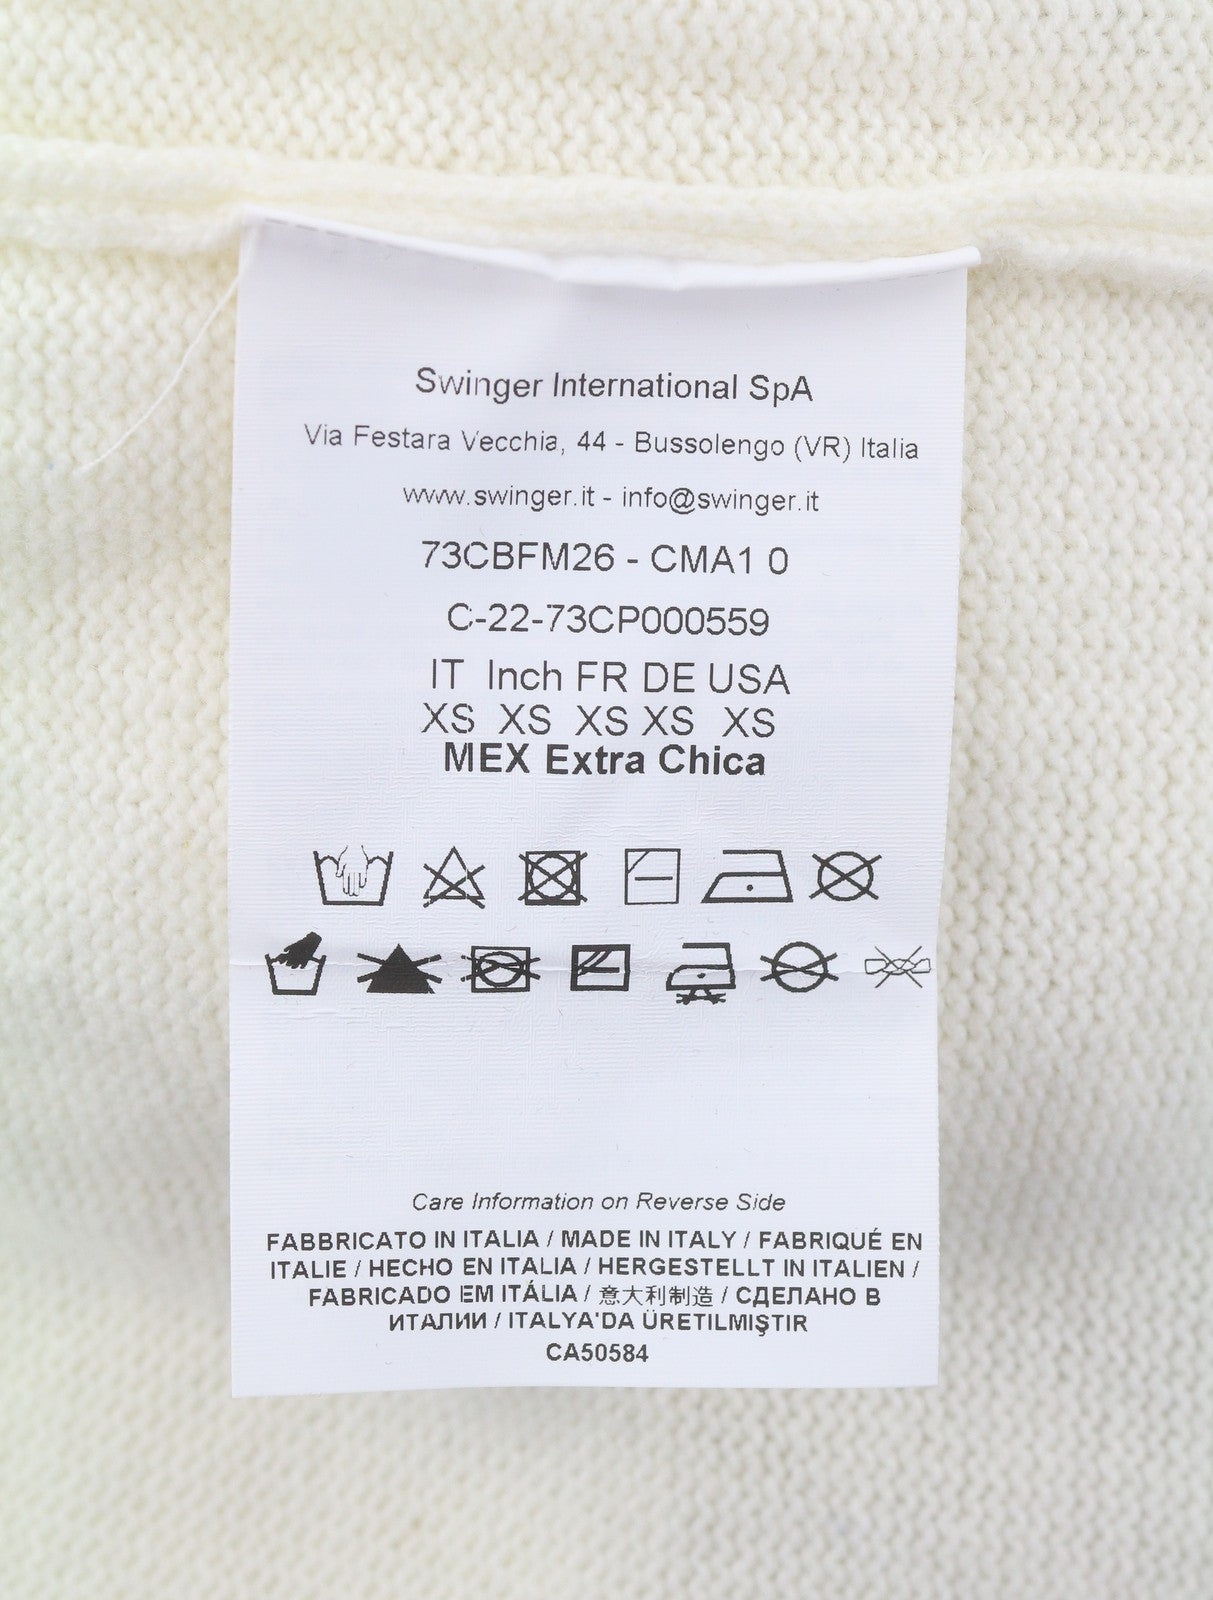 Swinger International SpA
Via Festara Vecchia, 44 - Bussolengo (VR) Italia
www.swinger.it - info@swinger.it
73CBFM26 - CMA1 0
C-22-73CP000559
IT Inch FR DE USA
XS XS XS XS XS
MEX Extra Chica
Care Information on Reverse Side
FABBRICATO IN ITALIA / MADE IN ITALY / FABRIQUÉ EN
ITALIE / HECHO EN ITALIA / HERGESTELLT IN ITALIEN /
FABRICADO EM ITÁLIA / 意大利制造 / СДЕЛАНО В
ИТАЛИИ / ITALYA'DA ÜRETILMIŞTIR
CA50584